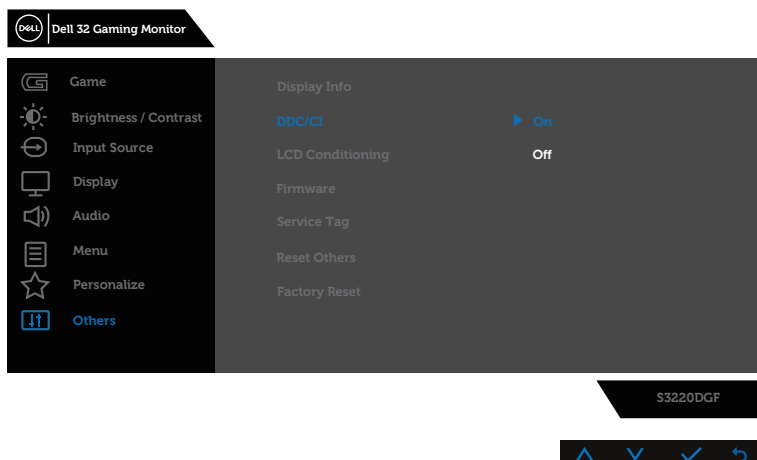 DELL
Dell 32 Gaming Monitor
Game
Brightness / Contrast
Input Source
Display
Audio
Menu
Personalize
Others
Display Info
DDC/CI
On
LCD Conditioning
Off
Firmware
Service Tag
Reset Others
Factory Reset
S3220DGF